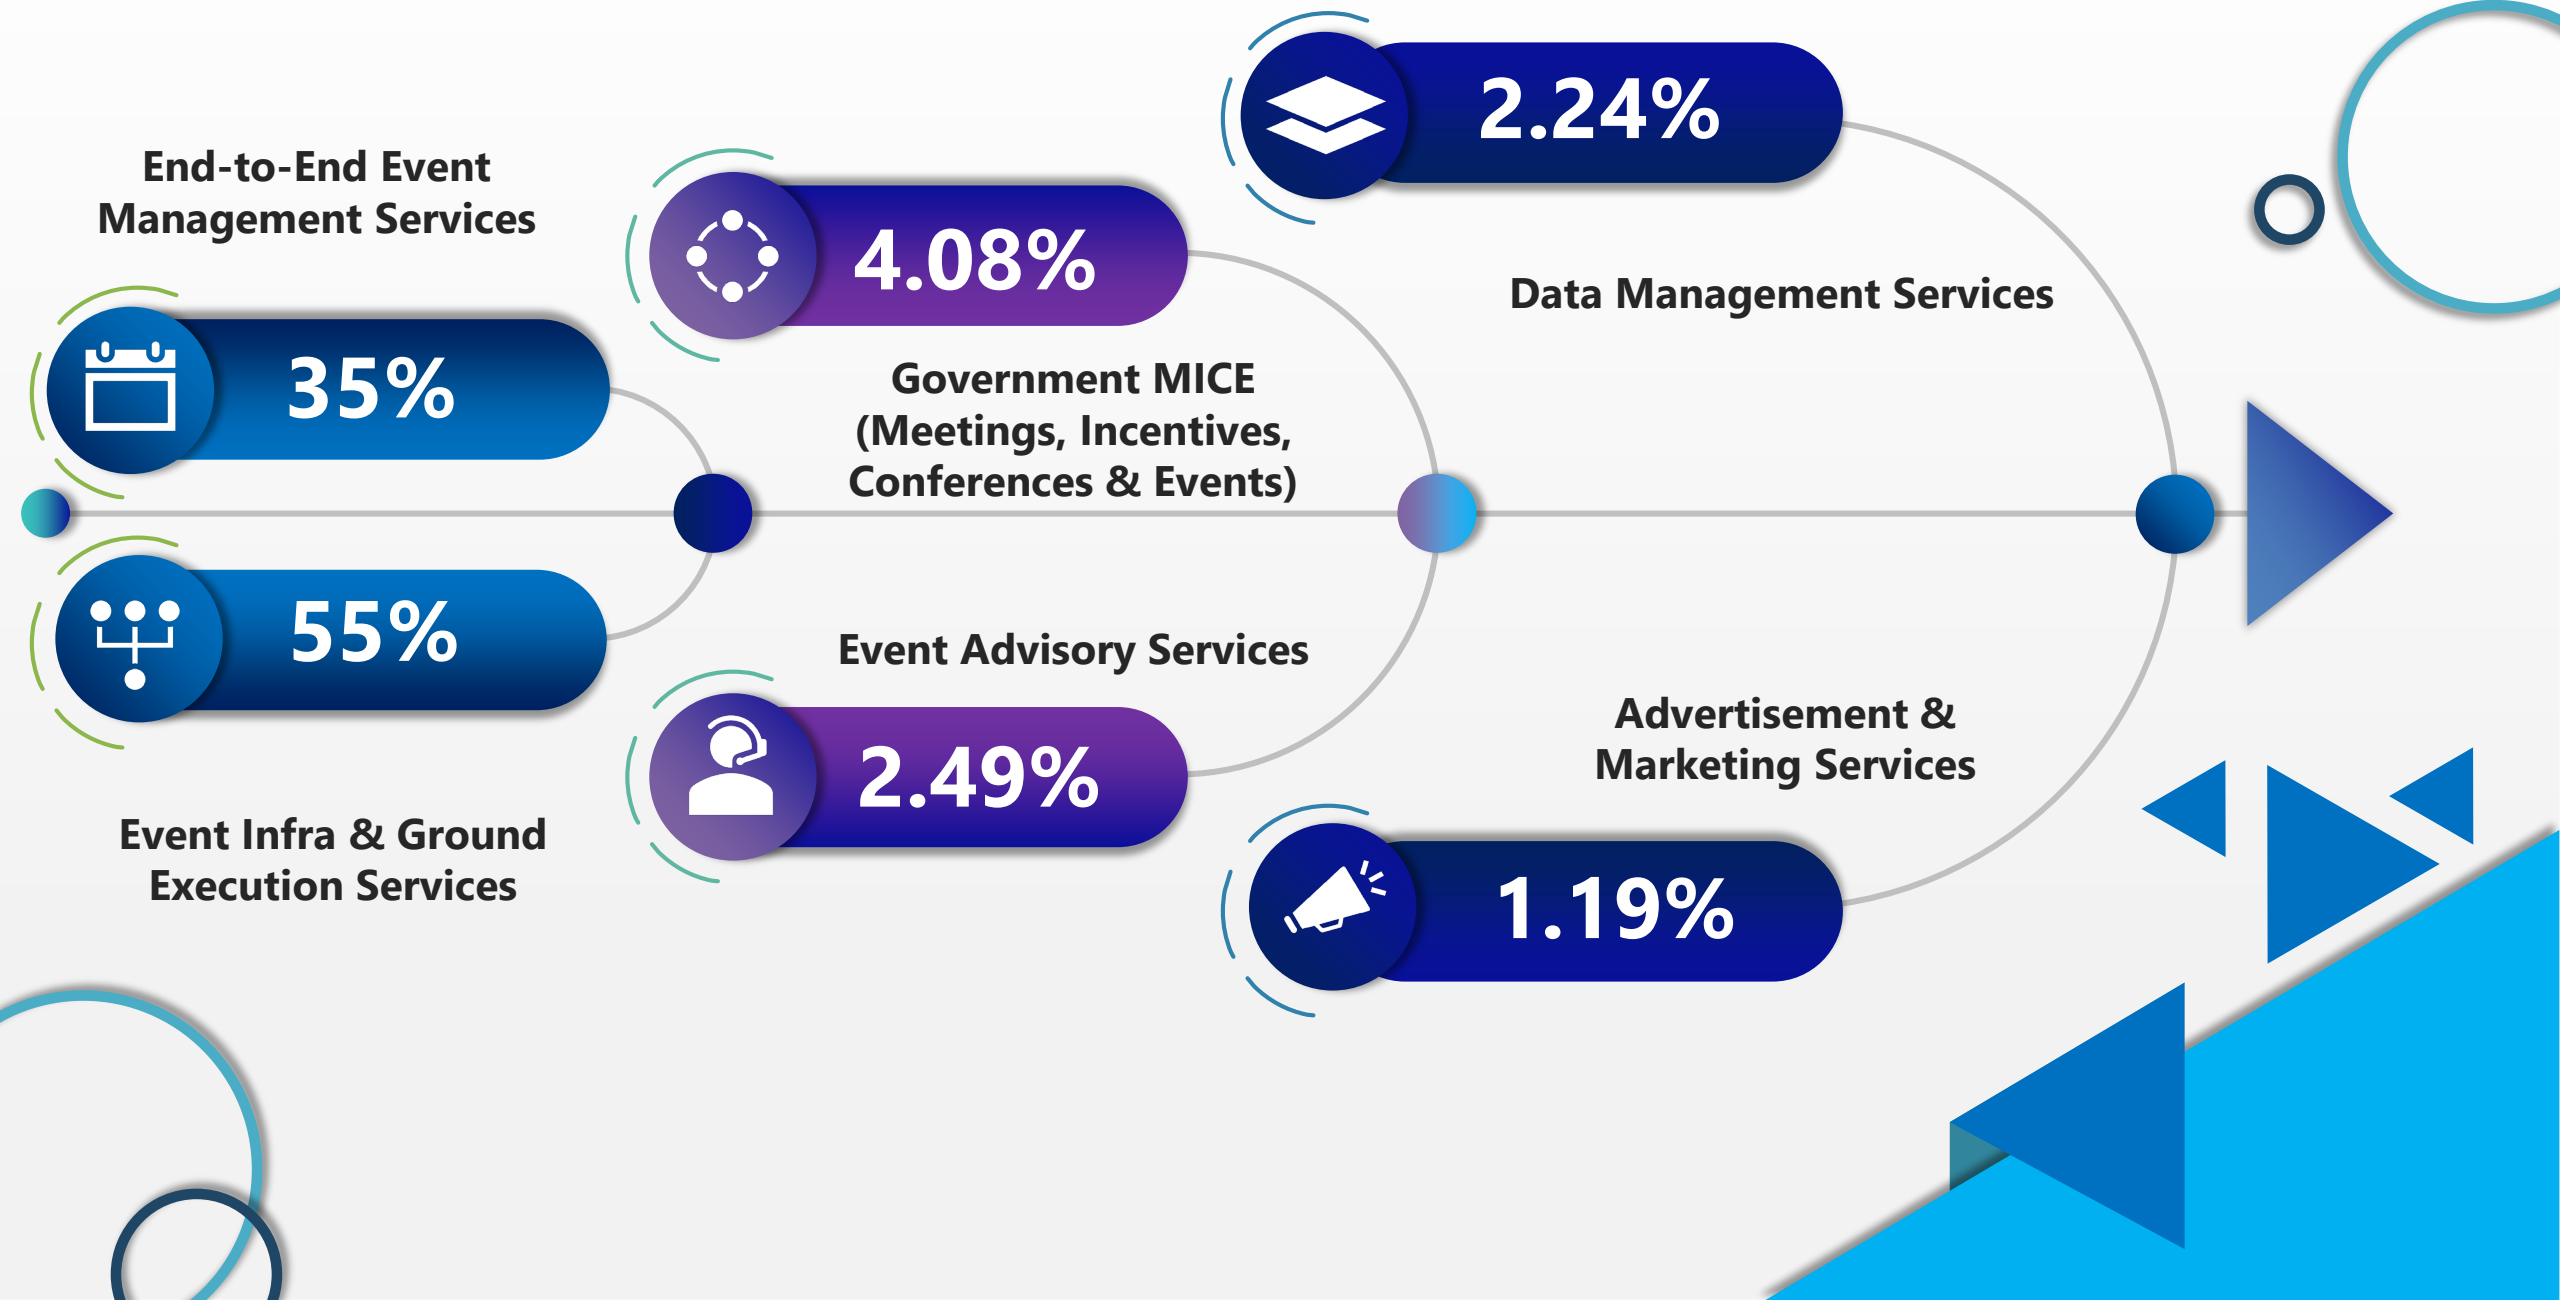 End-to-End Event
Management Services
35%
55%
Event Infra & Ground
Execution Services
4.08%
Government MICE
(Meetings, Incentives,
Conferences & Events)
Event Advisory Services
2.49%
2.24%
Data Management Services
Advertisement &
Marketing Services
1.19%